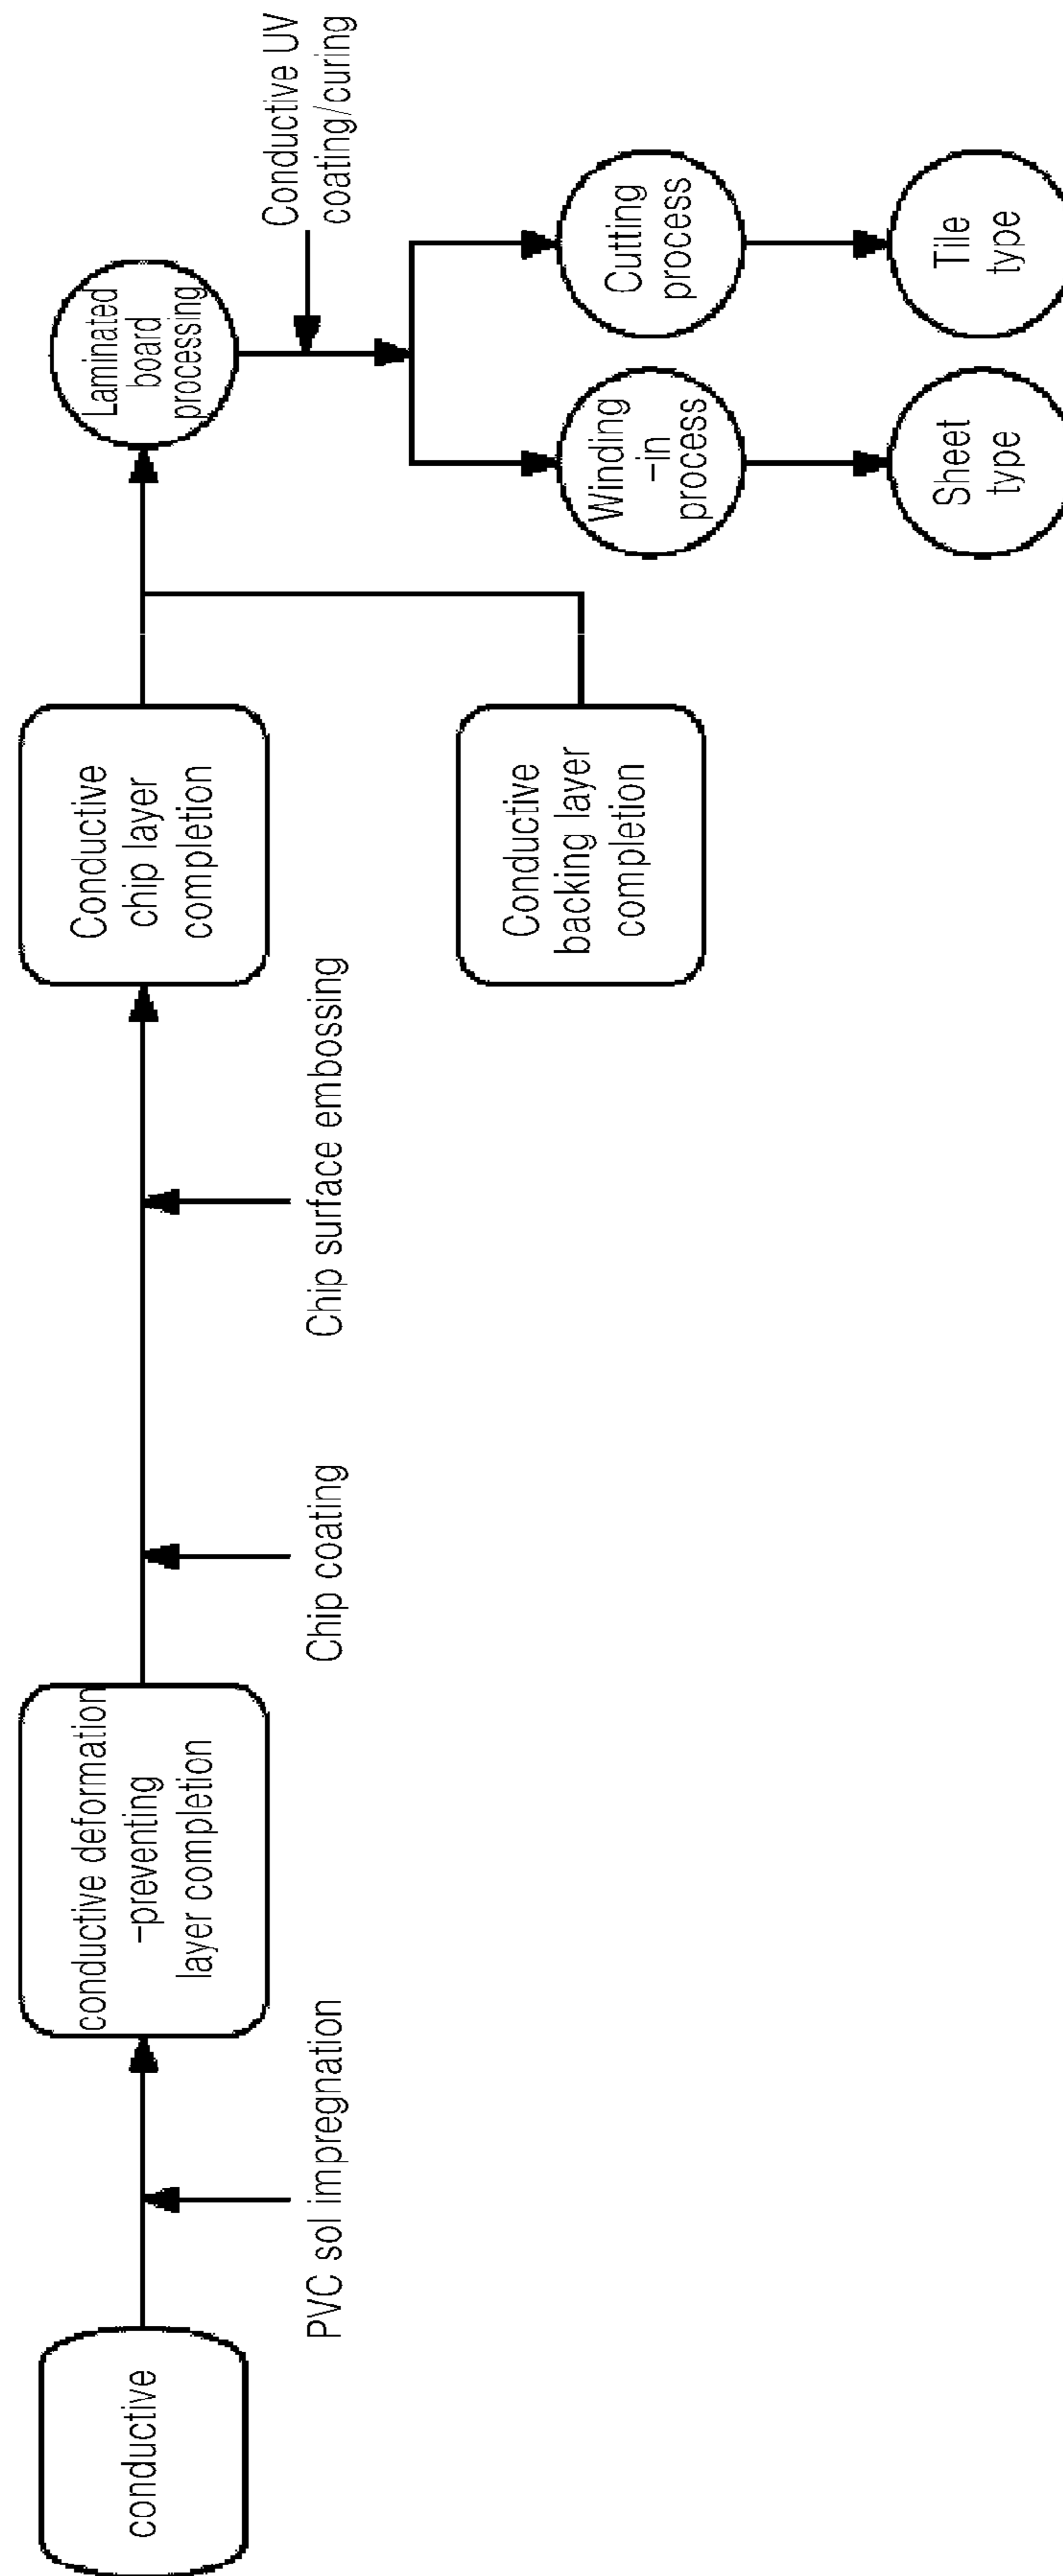 conductive
PVC sol impregnation
conductive deformation
-preventing
layer completion
Chip coating
Chip surface embossing
Conductive
chip layer
completion
Conductive
backing layer
completion
Laminated
board
processing
Conductive UV
coating/curing
Winding
-in
process
Cutting
process
Sheet
type
Tile
type